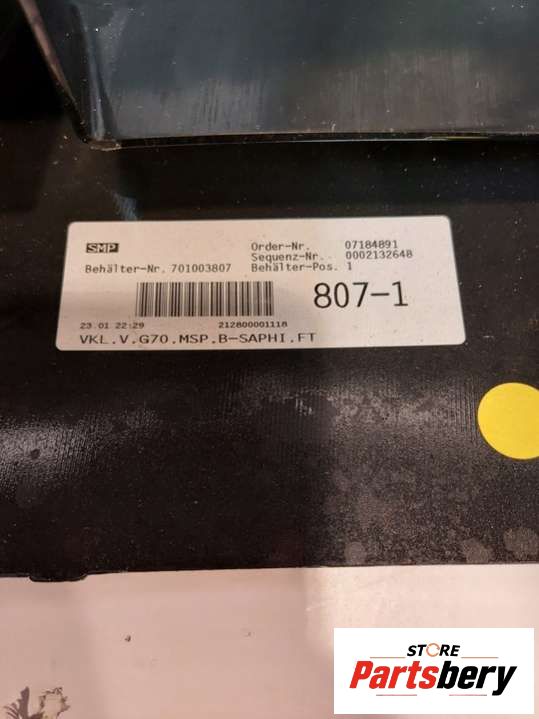 SMP
Order-Nr. 07184891
Sequenz-Nr. 0002132648
Behälter-Nr. 701003807 Behälter-Pos. 1
807-1
23.01 22:29 212800001118
VKL.V.G70.MSP.B-SAPHI.FT
STORE
Partsbery